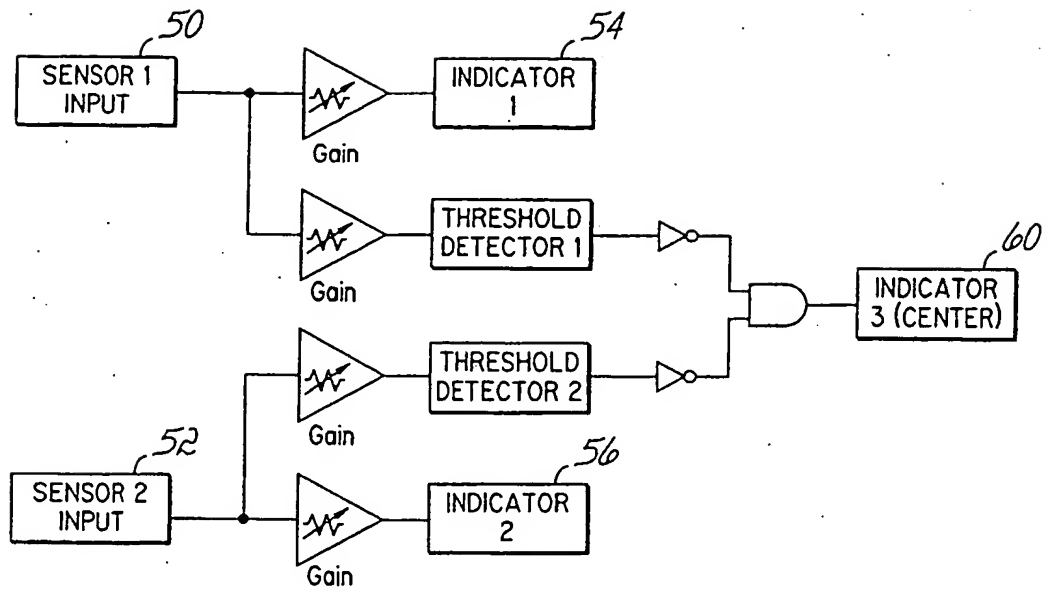 50
SENSOR 1
INPUT
Gain
54
INDICATOR
1
Gain
THRESHOLD
DETECTOR 1
60
INDICATOR
3 (CENTER)
Gain
THRESHOLD
DETECTOR 2
52
SENSOR 2
INPUT
Gain
56
INDICATOR
2